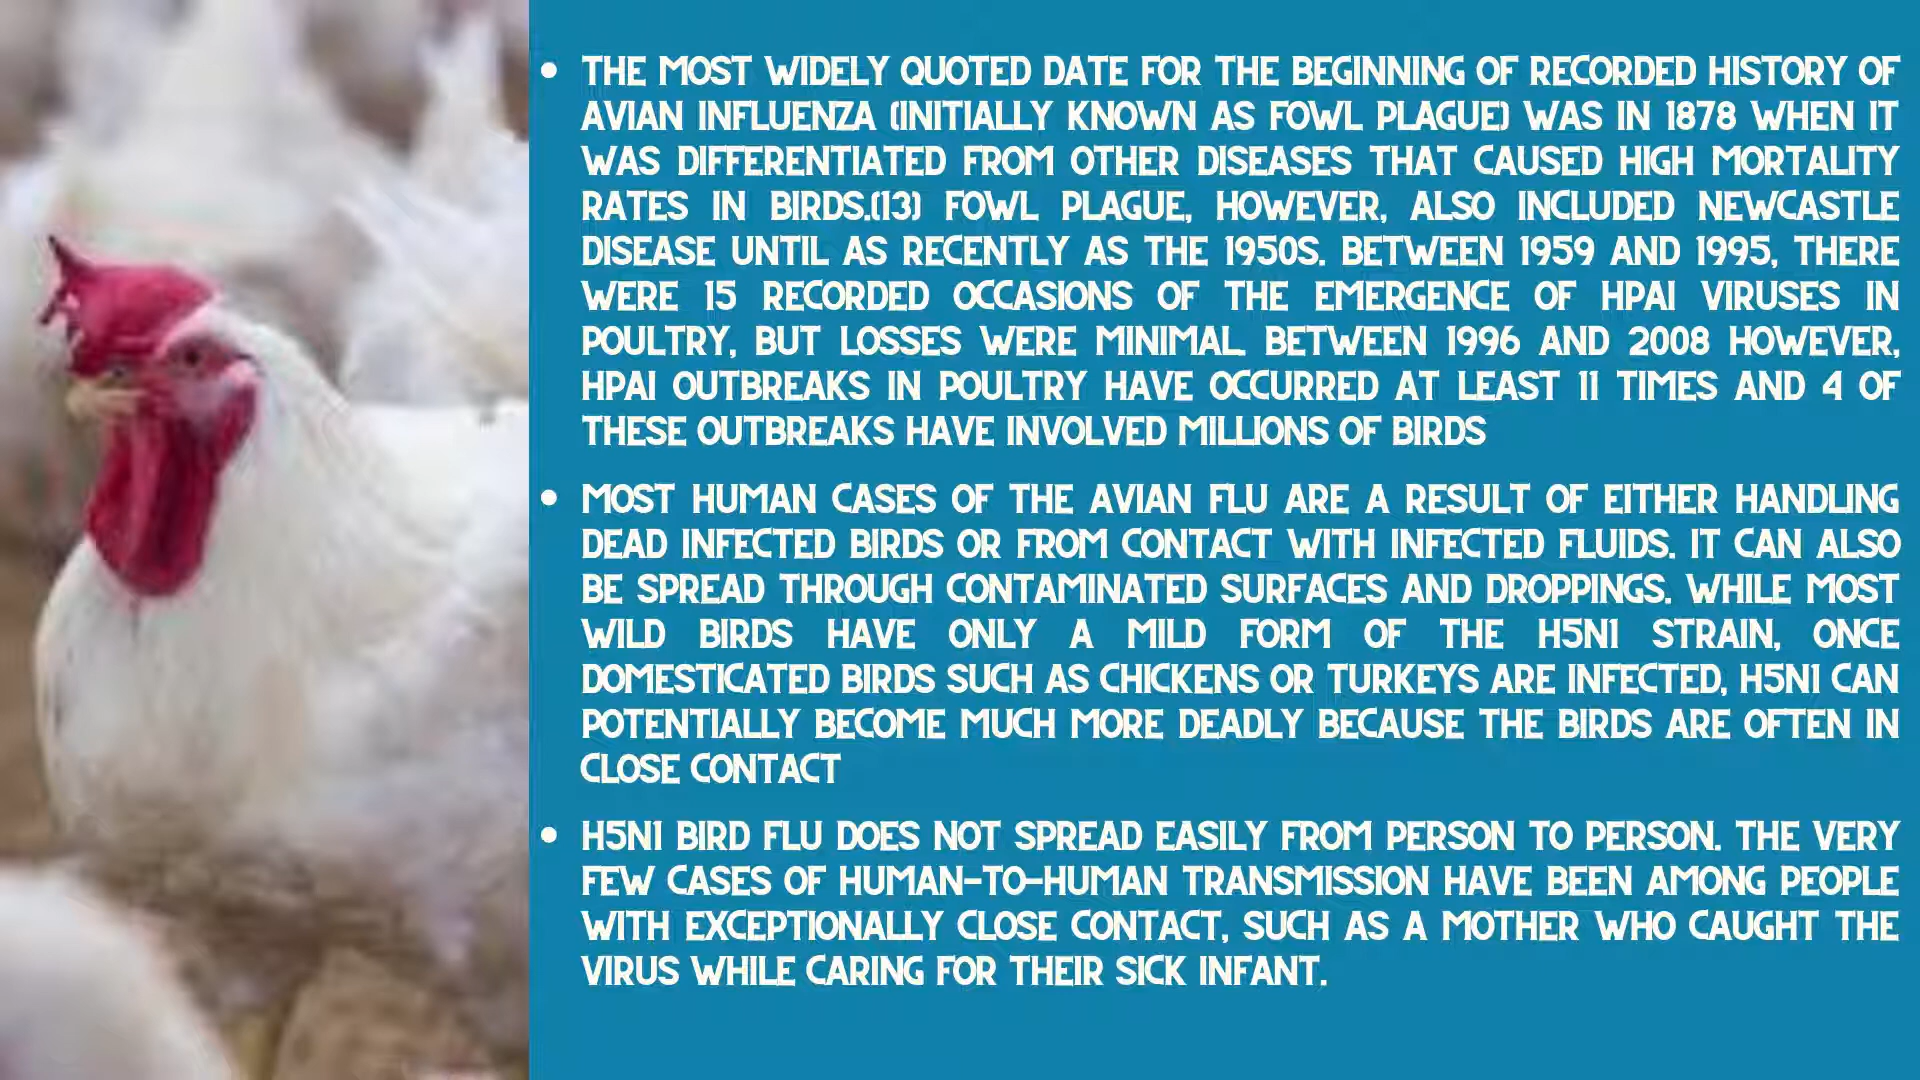 • THE MOST WIDELY QUOTED DATE FOR THE BEGINNING OF RECORDED HISTORY OF
AVIAN INFLUENZA (INITIALLY KNOWN AS FOWL PLAGUE) WAS IN 1878 WHEN IT
WAS DIFFERENTIATED FROM OTHER DISEASES THAT CAUSED HIGH MORTALITY
RATES IN BIRDS.(13) FOWL PLAGUE, HOWEVER, ALSO INCLUDED NEWCASTLE
DISEASE UNTIL AS RECENTLY AS THE 1950S. BETWEEN 1959 AND 1995, THERE
WERE 15 RECORDED OCCASIONS OF THE EMERGENCE OF HPAI VIRUSES IN
POULTRY, BUT LOSSES WERE MINIMAL. BETWEEN 1996 AND 2008 HOWEVER,
HPAI OUTBREAKS IN POULTRY HAVE OCCURRED AT LEAST 11 TIMES AND 4 OF
THESE OUTBREAKS HAVE INVOLVED MILLIONS OF BIRDS
• MOST HUMAN CASES OF THE AVIAN FLU ARE A RESULT OF EITHER HANDLING
DEAD INFECTED BIRDS OR FROM CONTACT WITH INFECTED FLUIDS. IT CAN ALSO
BE SPREAD THROUGH CONTAMINATED SURFACES AND DROPPINGS. WHILE MOST
WILD BIRDS HAVE ONLY A MILD FORM OF THE H5N1 STRAIN, ONCE
DOMESTICATED BIRDS SUCH AS CHICKENS OR TURKEYS ARE INFECTED, H5N1 CAN
POTENTIALLY BECOME MUCH MORE DEADLY BECAUSE THE BIRDS ARE OFTEN IN
CLOSE CONTACT
• H5N1 BIRD FLU DOES NOT SPREAD EASILY FROM PERSON TO PERSON. THE VERY
FEW CASES OF HUMAN-TO-HUMAN TRANSMISSION HAVE BEEN AMONG PEOPLE
WITH EXCEPTIONALLY CLOSE CONTACT, SUCH AS A MOTHER WHO CAUGHT THE
VIRUS WHILE CARING FOR THEIR SICK INFANT.